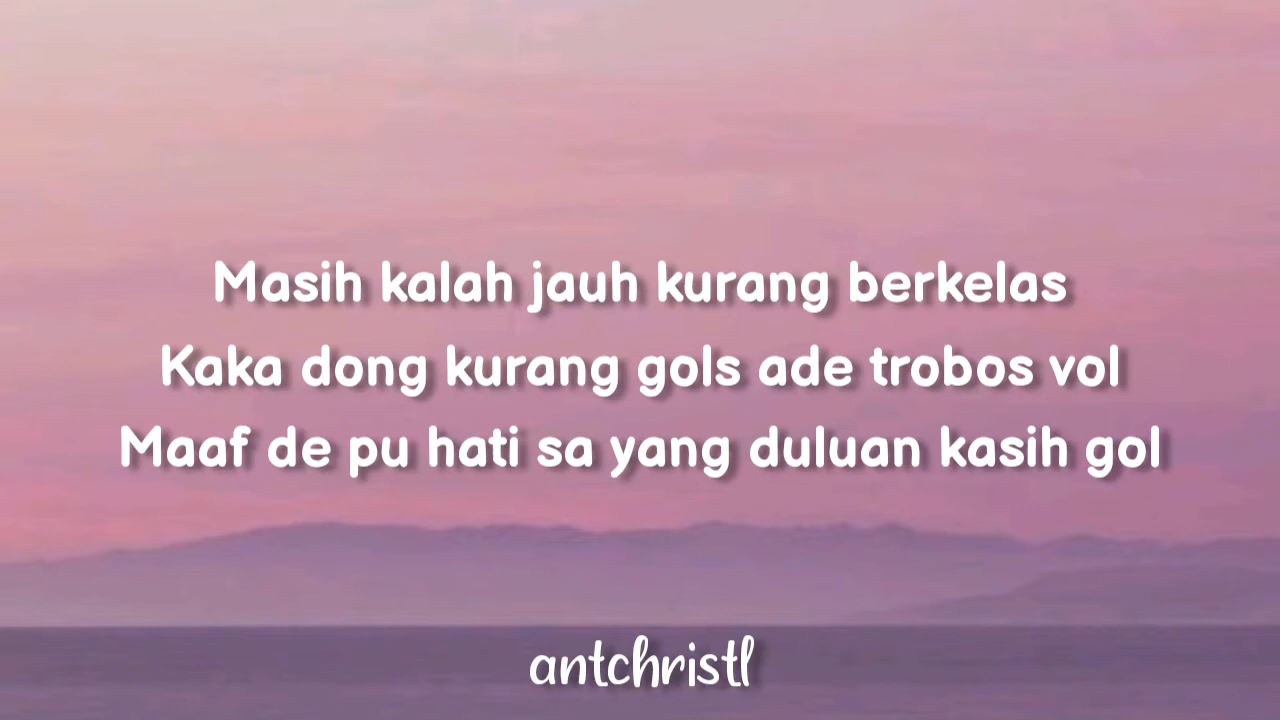 Masih kalah jauh kurang berkelas
Kaka dong kurang gols ade trobos vol
Maaf de pu hati sa yang duluan kasih gol
antchristl